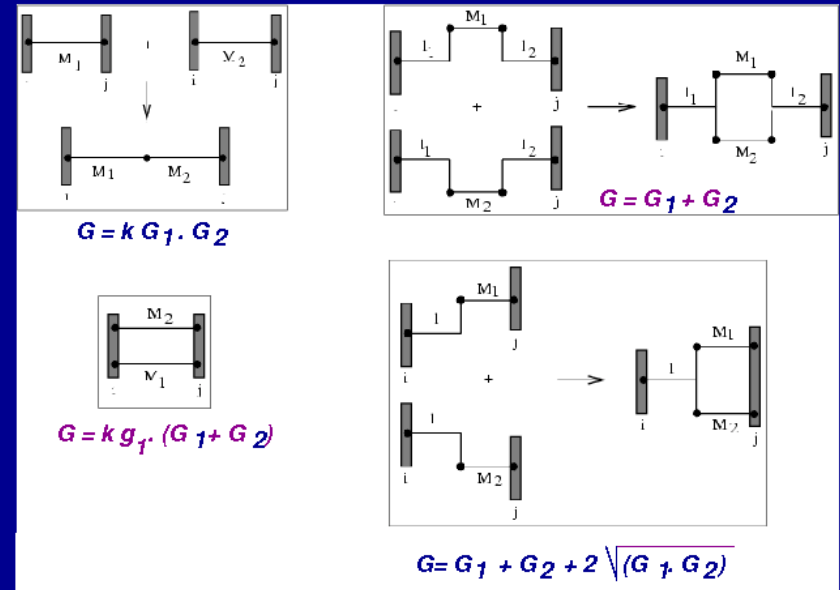 M1 M2
j i j
M1 M2
G = k G1 . G2
M1
l2
j
+
l1 l2
M2 j
M1
l1 l2
M2 j
G = G1 + G2
M2
M1
j
G = k g1. (G1 + G2)
M1
l
i j
+
l
i M2
j
M1
l
i M2 j
G= G1 + G2 + 2 √(G1. G2)